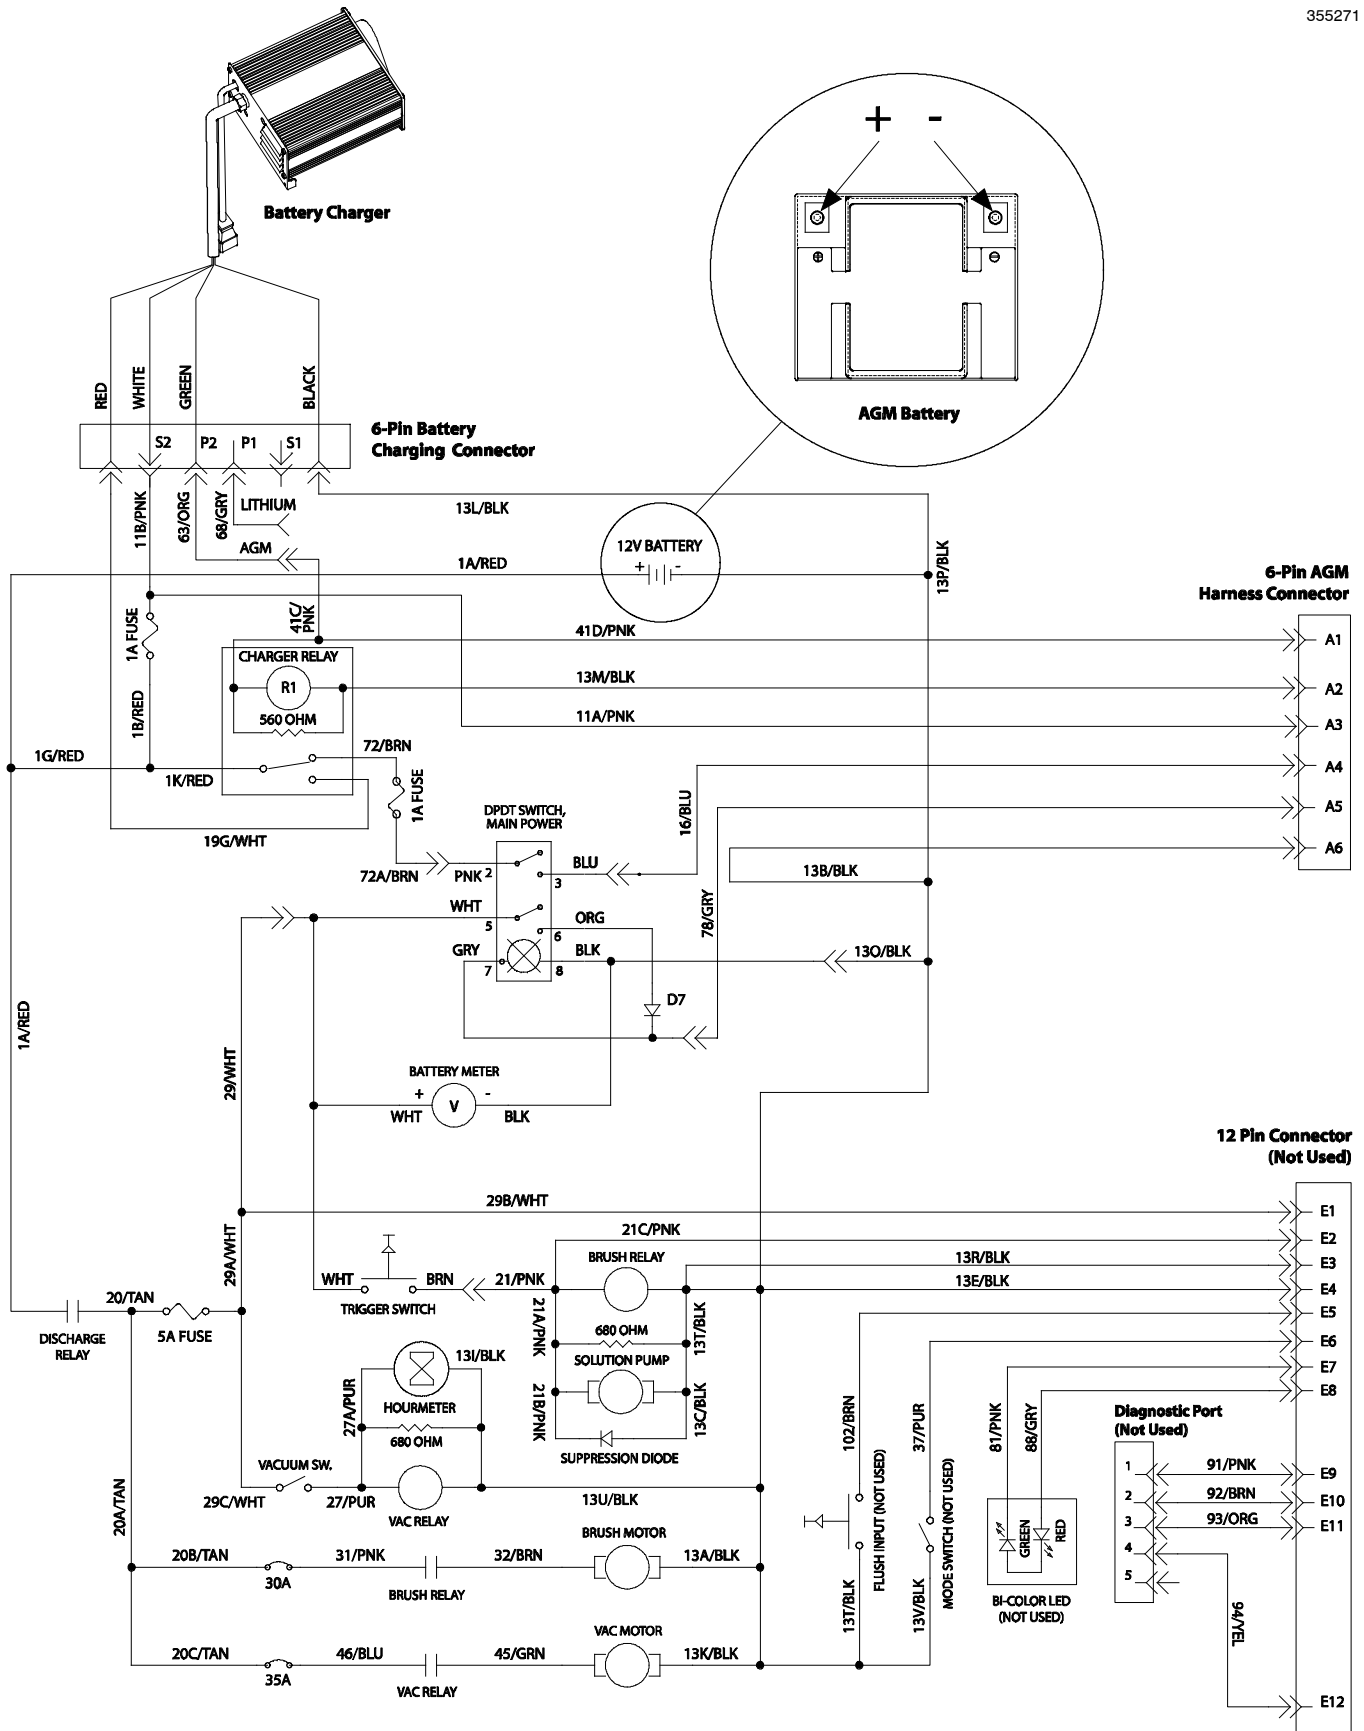 355271
+ -
Battery Charger
AGM Battery
RED
WHITE
GREEN
BLACK
6-Pin Battery
Charging Connector
S2
P2
P1
S1
11B/PNK
63/ORG
68/GRY
LITHIUM
AGM
13L/BLK
12V BATTERY
+ -
1A/RED
13P/BLK
6-Pin AGM
Harness Connector
1A FUSE
41C/
PNK
41D/PNK
A1
CHARGER RELAY
R1
560 OHM
13M/BLK
A2
11A/PNK
A3
1B/RED
1G/RED
1K/RED
72/BRN
1A FUSE
A4
16/BLU
A5
19G/WHT
DPDT SWITCH,
MAIN POWER
A6
13B/BLK
72A/BRN
PNK
2
3
BLU
78/GRY
WHT
5
6
ORG
GRY
7
8
BLK
13O/BLK
D7
1A/RED
29/WHT
BATTERY METER
+ -
V
WHT
BLK
12 Pin Connector
(Not Used)
29B/WHT
E1
21C/PNK
E2
29A/WHT
BRUSH RELAY
13R/BLK
E3
WHT
BRN
21/PNK
13E/BLK
E4
TRIGGER SWITCH
20/TAN
E5
DISCHARGE
RELAY
5A FUSE
21A/PNK
680 OHM
13T/BLK
E6
SOLUTION PUMP
13I/BLK
E7
27A/PUR
HOURMETER
21B/PNK
13C/BLK
E8
680 OHM
102/BRN
37/PUR
81/PNK
88/GRY
Diagnostic Port
(Not Used)
SUPPRESSION DIODE
VACUUM SW.
1
91/PNK
E9
29C/WHT
27/PUR
VAC RELAY
13U/BLK
2
92/BRN
E10
20A/TAN
3
93/ORG
E11
BRUSH MOTOR
FLUSH INPUT (NOT USED)
MODE SWITCH (NOT USED)
GREEN
RED
4
20B/TAN
30A
31/PNK
BRUSH RELAY
32/BRN
13A/BLK
5
BI-COLOR LED
(NOT USED)
13T/BLK
13V/BLK
94/YEL
VAC MOTOR
20C/TAN
35A
46/BLU
VAC RELAY
45/GRN
13K/BLK
E12